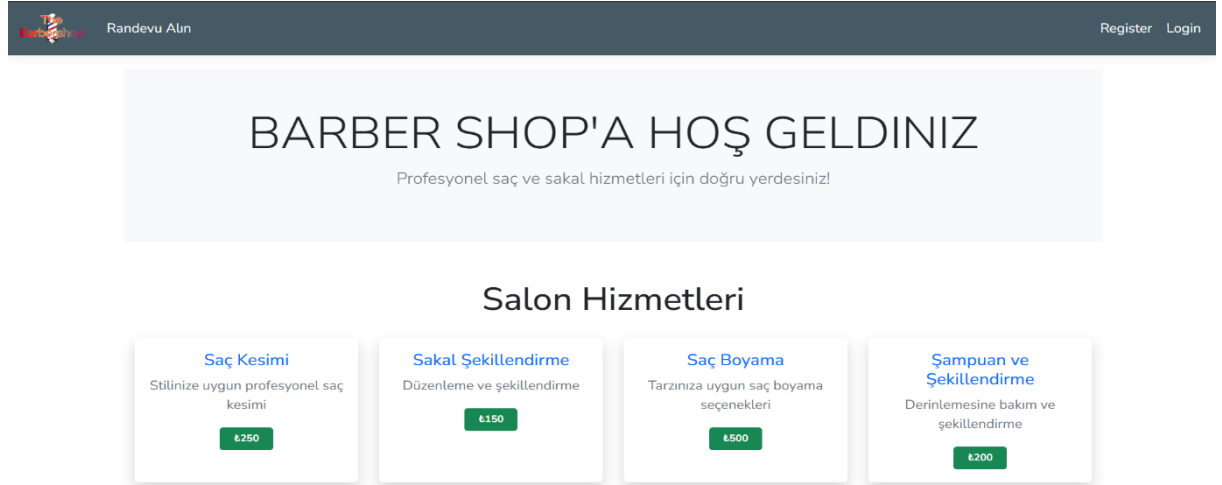 The
Barbershop
Randevu Alın
Register
Login
BARBER SHOP'A HOŞ GELDINIZ
Profesyonel saç ve sakal hizmetleri için doğru yerdesiniz!
Salon Hizmetleri
Saç Kesimi
Stilinize uygun profesyonel saç
kesimi
₺250
Sakal Şekillendirme
Düzenleme ve şekillendirme
₺150
Saç Boyama
Tarzınıza uygun saç boyama
seçenekleri
₺500
Şampuan ve
Şekillendirme
Derinlemesine bakım ve
şekillendirme
₺200